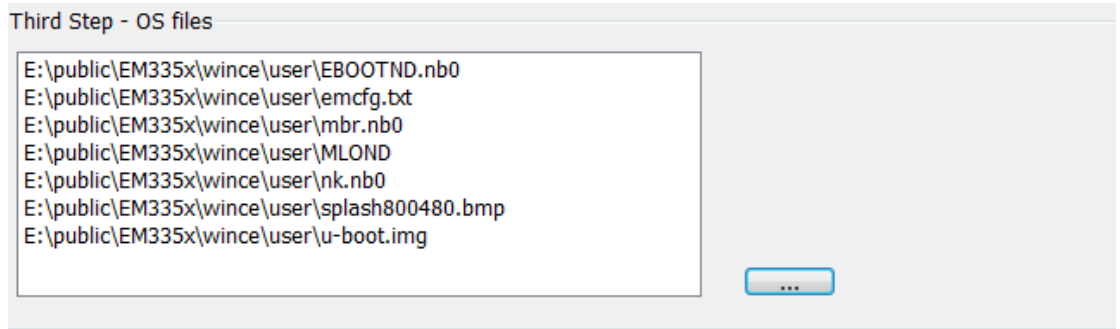 Third Step - OS files
E:\public\EM335x\wince\user\EBOOTND.nb0
E:\public\EM335x\wince\user\emcfg.txt
E:\public\EM335x\wince\user\mbr.nb0
E:\public\EM335x\wince\user\MLOND
E:\public\EM335x\wince\user\nk.nb0
E:\public\EM335x\wince\user\splash800480.bmp
E:\public\EM335x\wince\user\u-boot.img
...